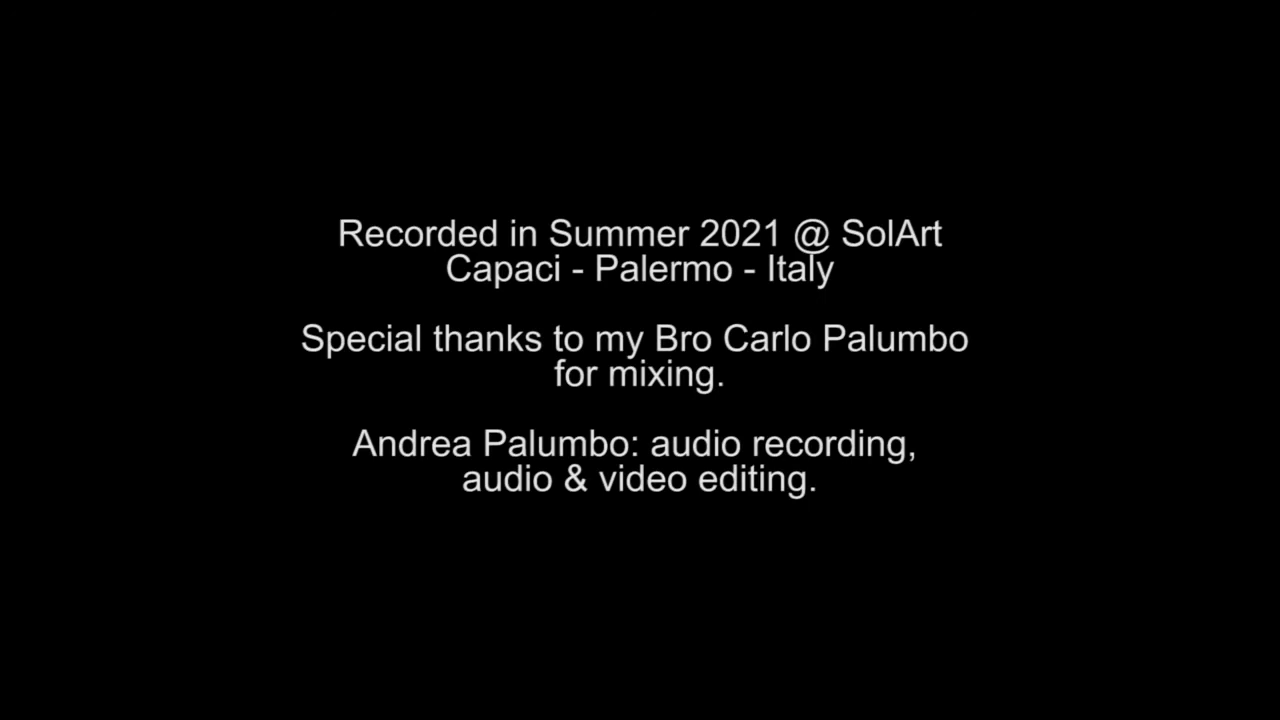 Recorded in Summer 2021 @ SolArt
Capaci - Palermo - Italy
Special thanks to my Bro Carlo Palumbo
for mixing.
Andrea Palumbo: audio recording,
audio & video editing.